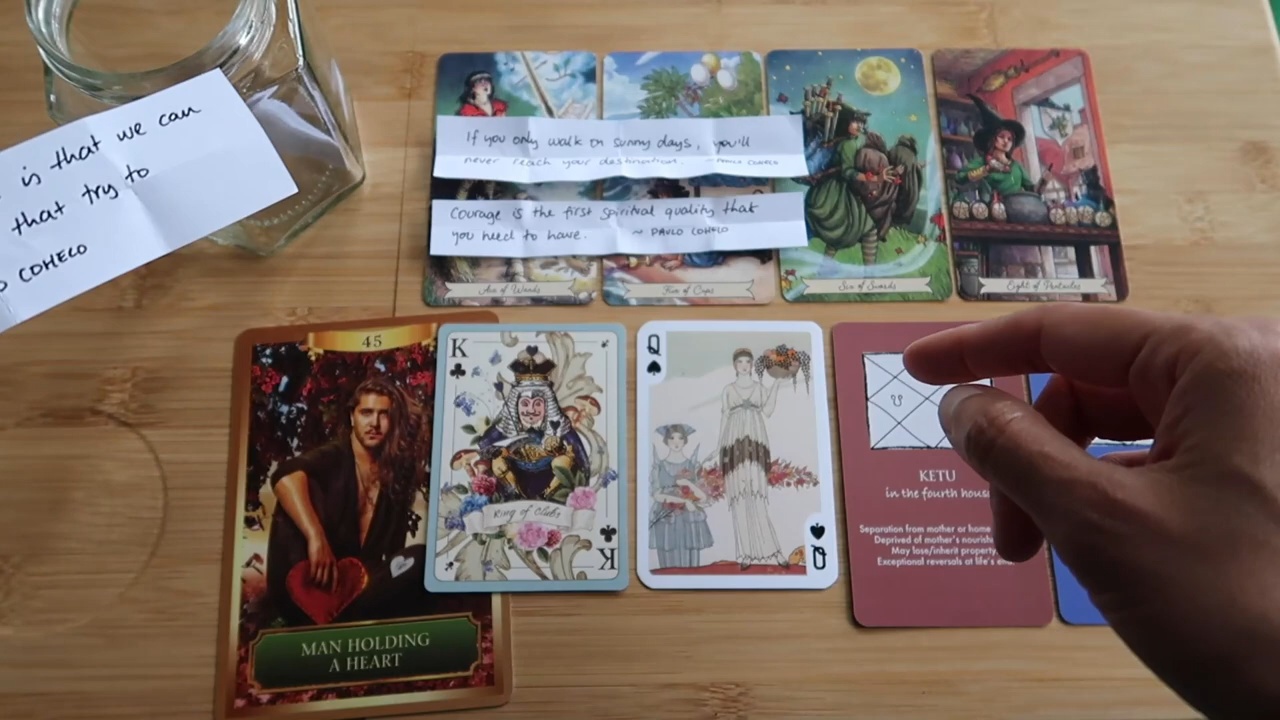 is that we can
that try to
COHELO
If you only walk on sunny days, you'll
never reach your destination. ~PAULO COHELO
Courage is the first spiritual quality that
you need to have. ~ PAULO COHELO
Ace of Wands
Five of Cups
Six of Swords
Eight of Pentacles
45
MAN HOLDING
A HEART
K
King of Clubs
K
Q
Q
KETU
in the fourth house
Separation from mother or home
Deprived of mother's
May lose/inherit property
Exceptional reversals at life's